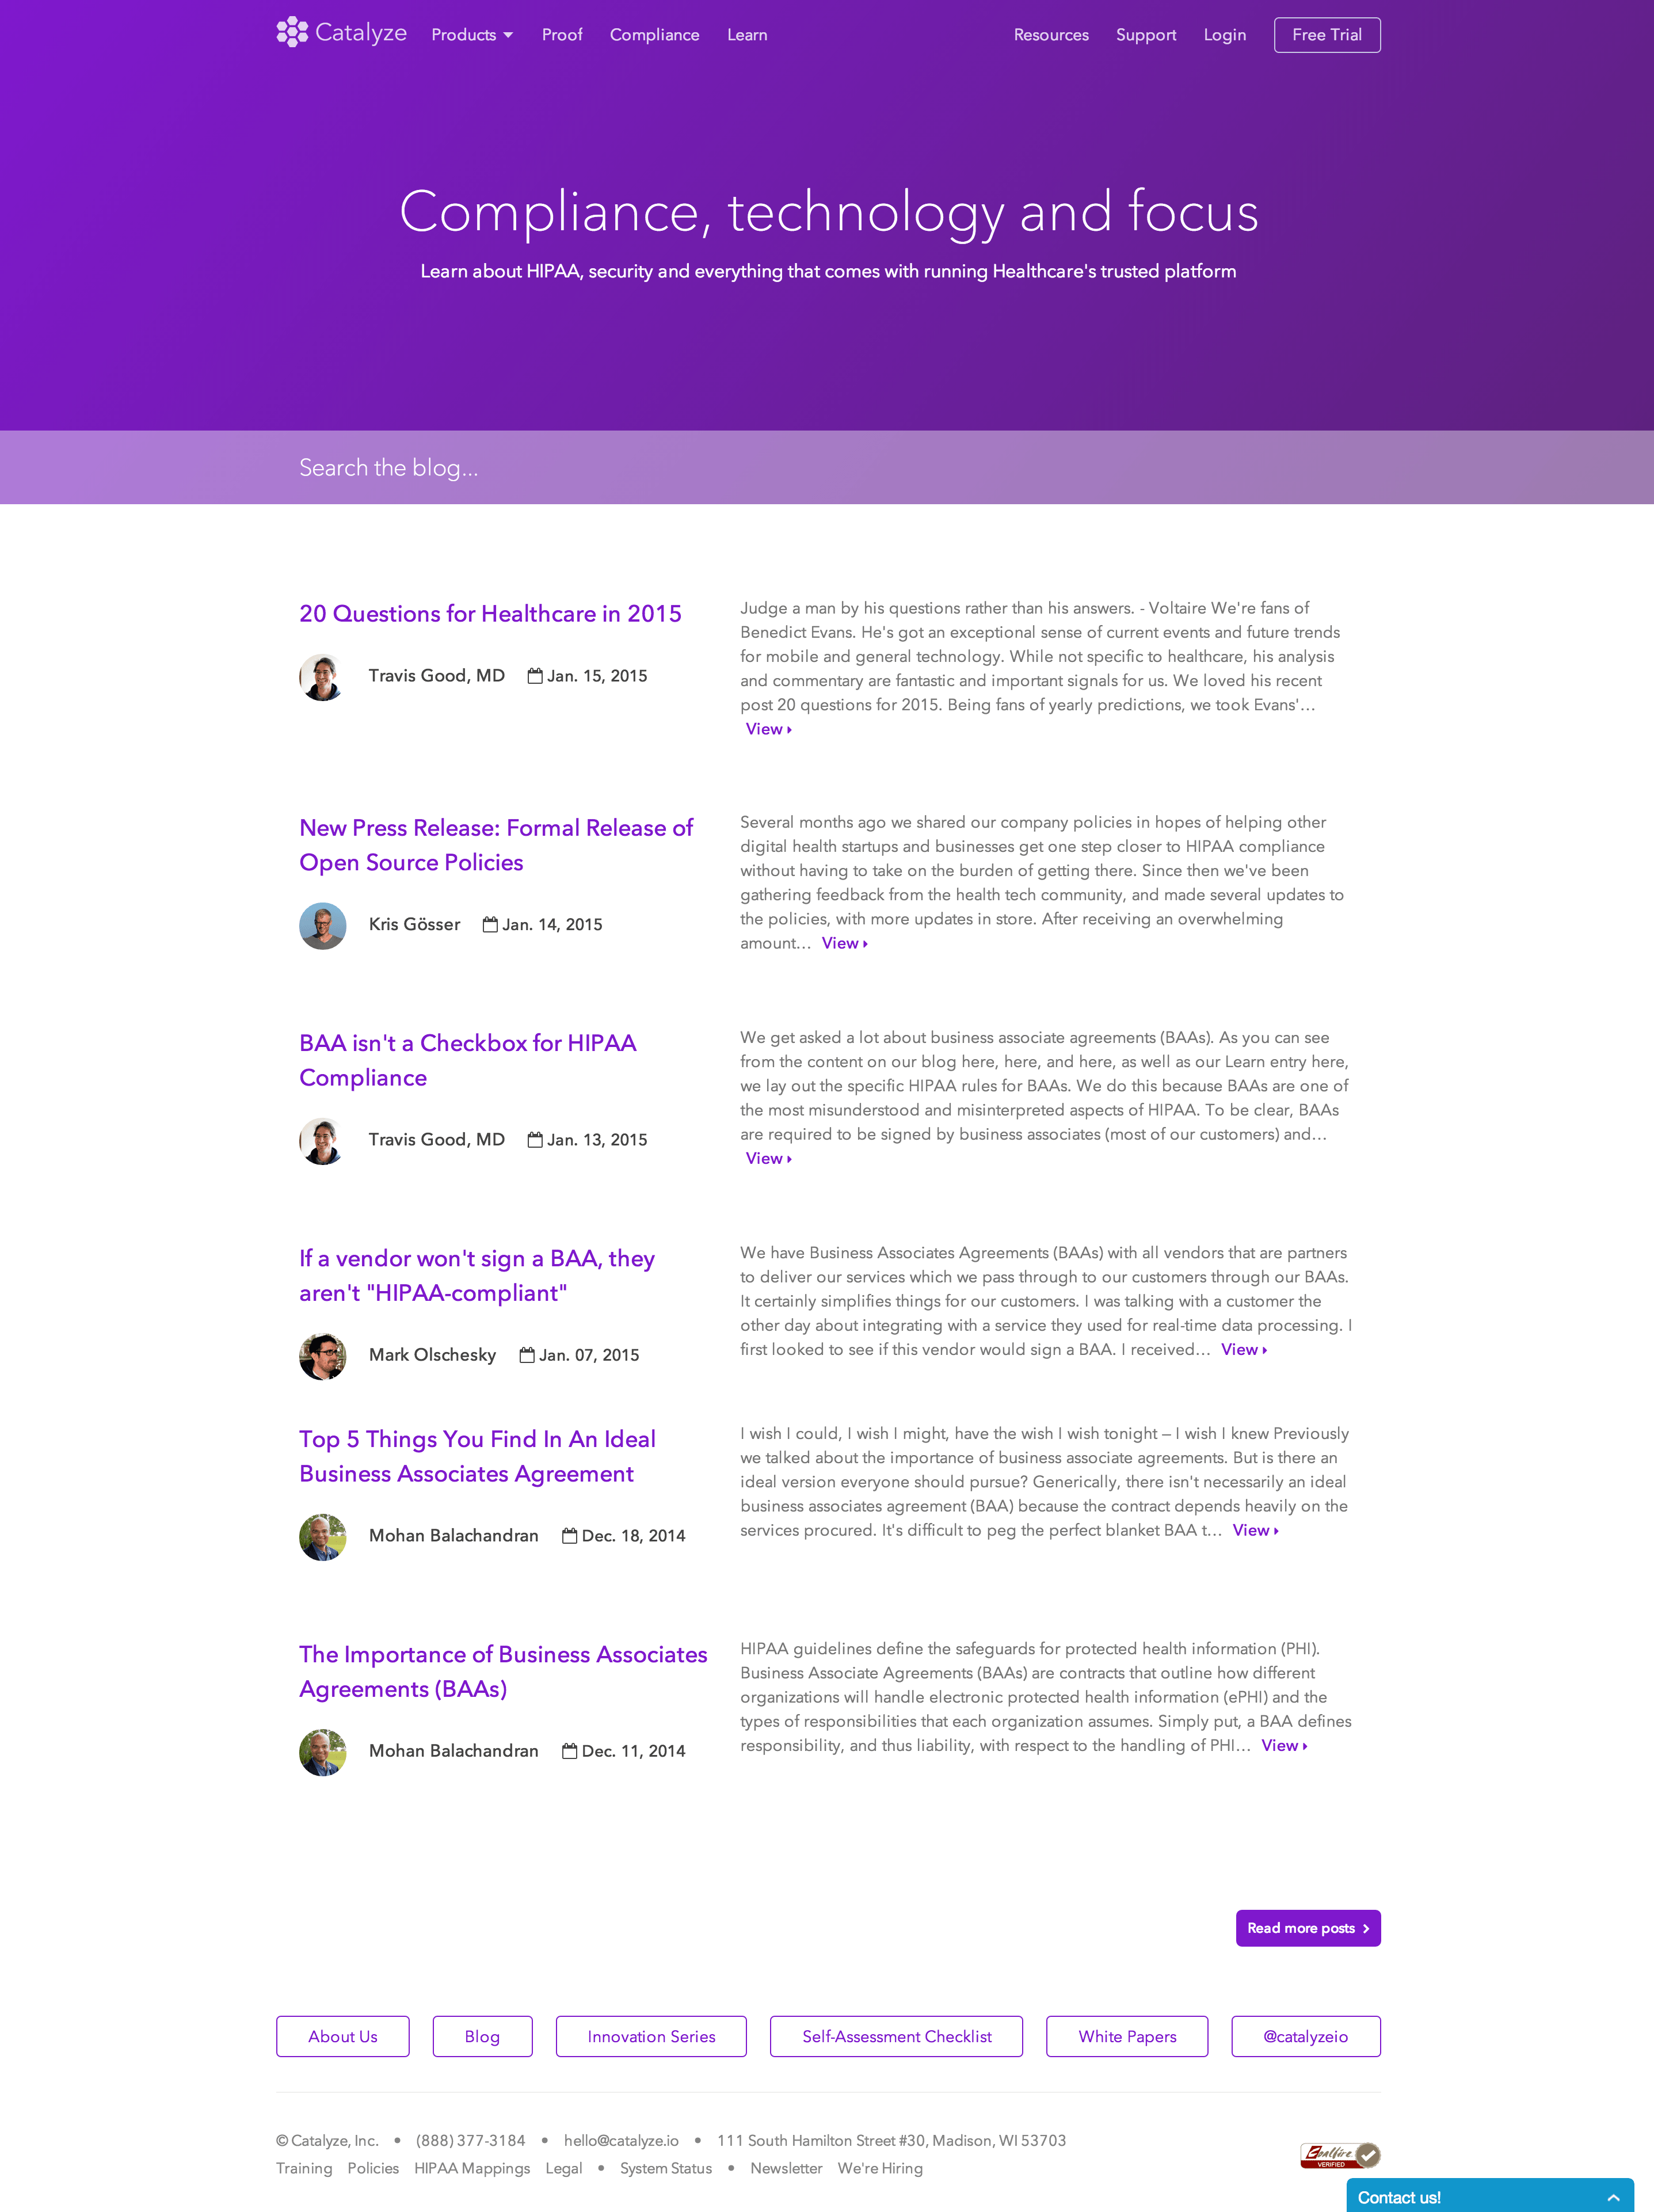 Catalyze Products Proof Compliance Learn Resources Support Login Free Trial
Compliance, technology and focus
Learn about HIPAA, security and everything that comes with running Healthcare's trusted platform
Search the blog...
20 Questions for Healthcare in 2015
Travis Good, MD Jan. 15, 2015
Judge a man by his questions rather than his answers. - Voltaire We're fans of
Benedict Evans. He's got an exceptional sense of current events and future trends
for mobile and general technology. While not specific to healthcare, his analysis
and commentary are fantastic and important signals for us. We loved his recent
post 20 questions for 2015. Being fans of yearly predictions, we took Evans'…
View
New Press Release: Formal Release of
Open Source Policies
Kris Gösser Jan. 14, 2015
Several months ago we shared our company policies in hopes of helping other
digital health startups and businesses get one step closer to HIPAA compliance
without having to take on the burden of getting there. Since then we've been
gathering feedback from the health tech community, and made several updates to
the policies, with more updates in store. After receiving an overwhelming
amount… View
BAA isn't a Checkbox for HIPAA
Compliance
Travis Good, MD Jan. 13, 2015
We get asked a lot about business associate agreements (BAAs). As you can see
from the content on our blog here, here, and here, as well as our Learn entry here,
we lay out the specific HIPAA rules for BAAs. We do this because BAAs are one of
the most misunderstood and misinterpreted aspects of HIPAA. To be clear, BAAs
are required to be signed by business associates (most of our customers) and…
View
If a vendor won't sign a BAA, they
aren't "HIPAA-compliant"
Mark Olschesky Jan. 07, 2015
We have Business Associates Agreements (BAAs) with all vendors that are partners
to deliver our services which we pass through to our customers through our BAAs.
It certainly simplifies things for our customers. I was talking with a customer the
other day about integrating with a service they used for real-time data processing. I
first looked to see if this vendor would sign a BAA. I received… View
Top 5 Things You Find In An Ideal
Business Associates Agreement
Mohan Balachandran Dec. 18, 2014
I wish I could, I wish I might, have the wish I wish tonight – I wish I knew Previously
we talked about the importance of business associate agreements. But is there an
ideal version everyone should pursue? Generically, there isn't necessarily an ideal
business associates agreement (BAA) because the contract depends heavily on the
services procured. It's difficult to peg the perfect blanket BAA t… View
The Importance of Business Associates
Agreements (BAAs)
Mohan Balachandran Dec. 11, 2014
HIPAA guidelines define the safeguards for protected health information (PHI).
Business Associate Agreements (BAAs) are contracts that outline how different
organizations will handle electronic protected health information (ePHI) and the
types of responsibilities that each organization assumes. Simply put, a BAA defines
responsibility, and thus liability, with respect to the handling of PHI… View
Read more posts
About Us Blog Innovation Series Self-Assessment Checklist White Papers @catalyzeio
© Catalyze, Inc. • (888) 377-3184 • hello@catalyze.io • 111 South Hamilton Street #30, Madison, WI 53703
Training Policies HIPAA Mappings Legal • System Status • Newsletter We're Hiring
Coalfire
VERIFIED
Contact us!